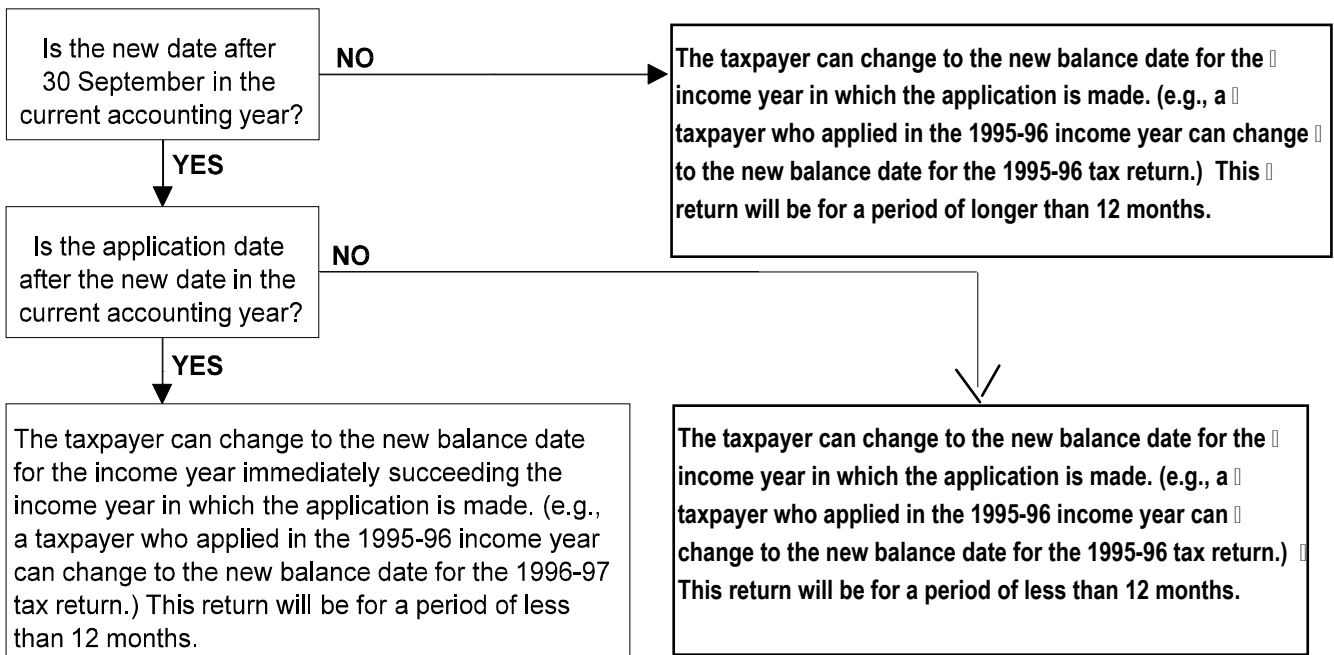 Is the new date after
30 September in the
current accounting year?
NO
The taxpayer can change to the new balance date for the
income year in which the application is made. (e.g., a
taxpayer who applied in the 1995-96 income year can change
to the new balance date for the 1995-96 tax return.) This
return will be for a period of longer than 12 months.
YES
Is the application date
after the new date in the
current accounting year?
NO
YES
The taxpayer can change to the new balance date
for the income year immediately succeeding the
income year in which the application is made. (e.g.,
a taxpayer who applied in the 1995-96 income year
can change to the new balance date for the 1996-97
tax return.) This return will be for a period of less
than 12 months.
The taxpayer can change to the new balance date for the
income year in which the application is made. (e.g., a
taxpayer who applied in the 1995-96 income year can
change to the new balance date for the 1995-96 tax return.)
This return will be for a period of less than 12 months.